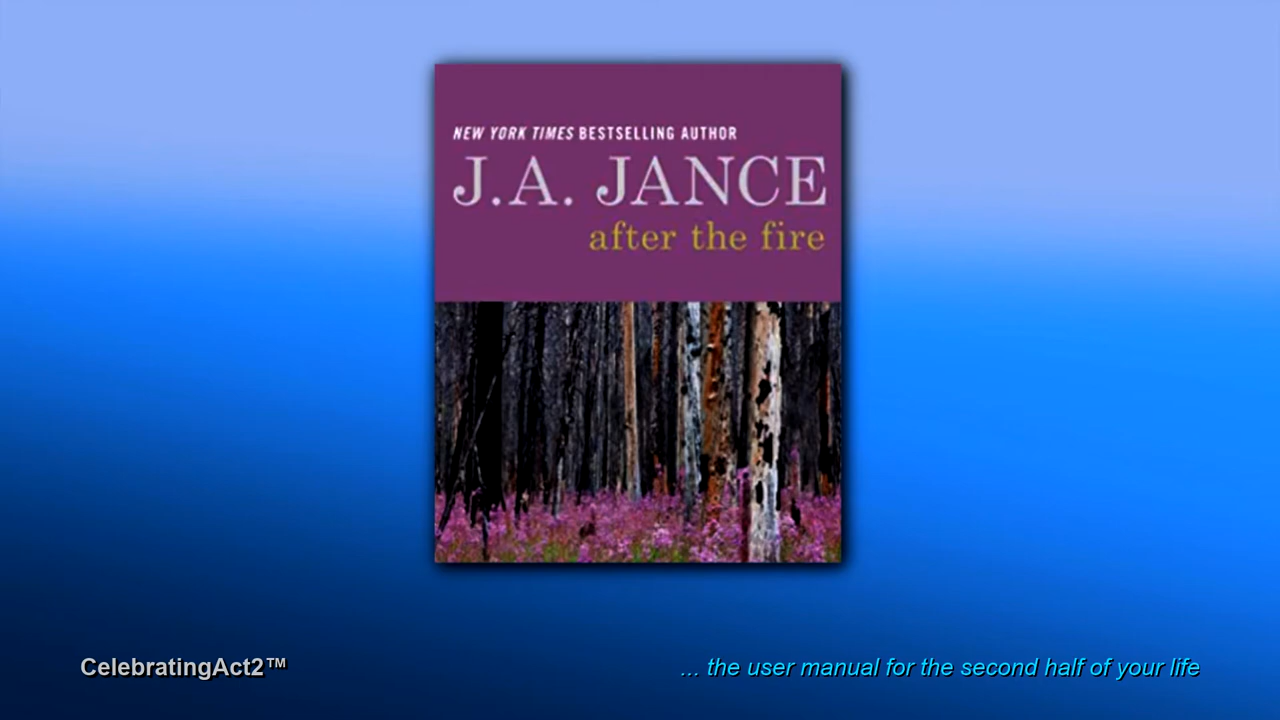 NEW YORK TIMES BESTSELLING AUTHOR
J.A. JANCE
after the fire
CelebratingAct2™
... the user manual for the second half of your life